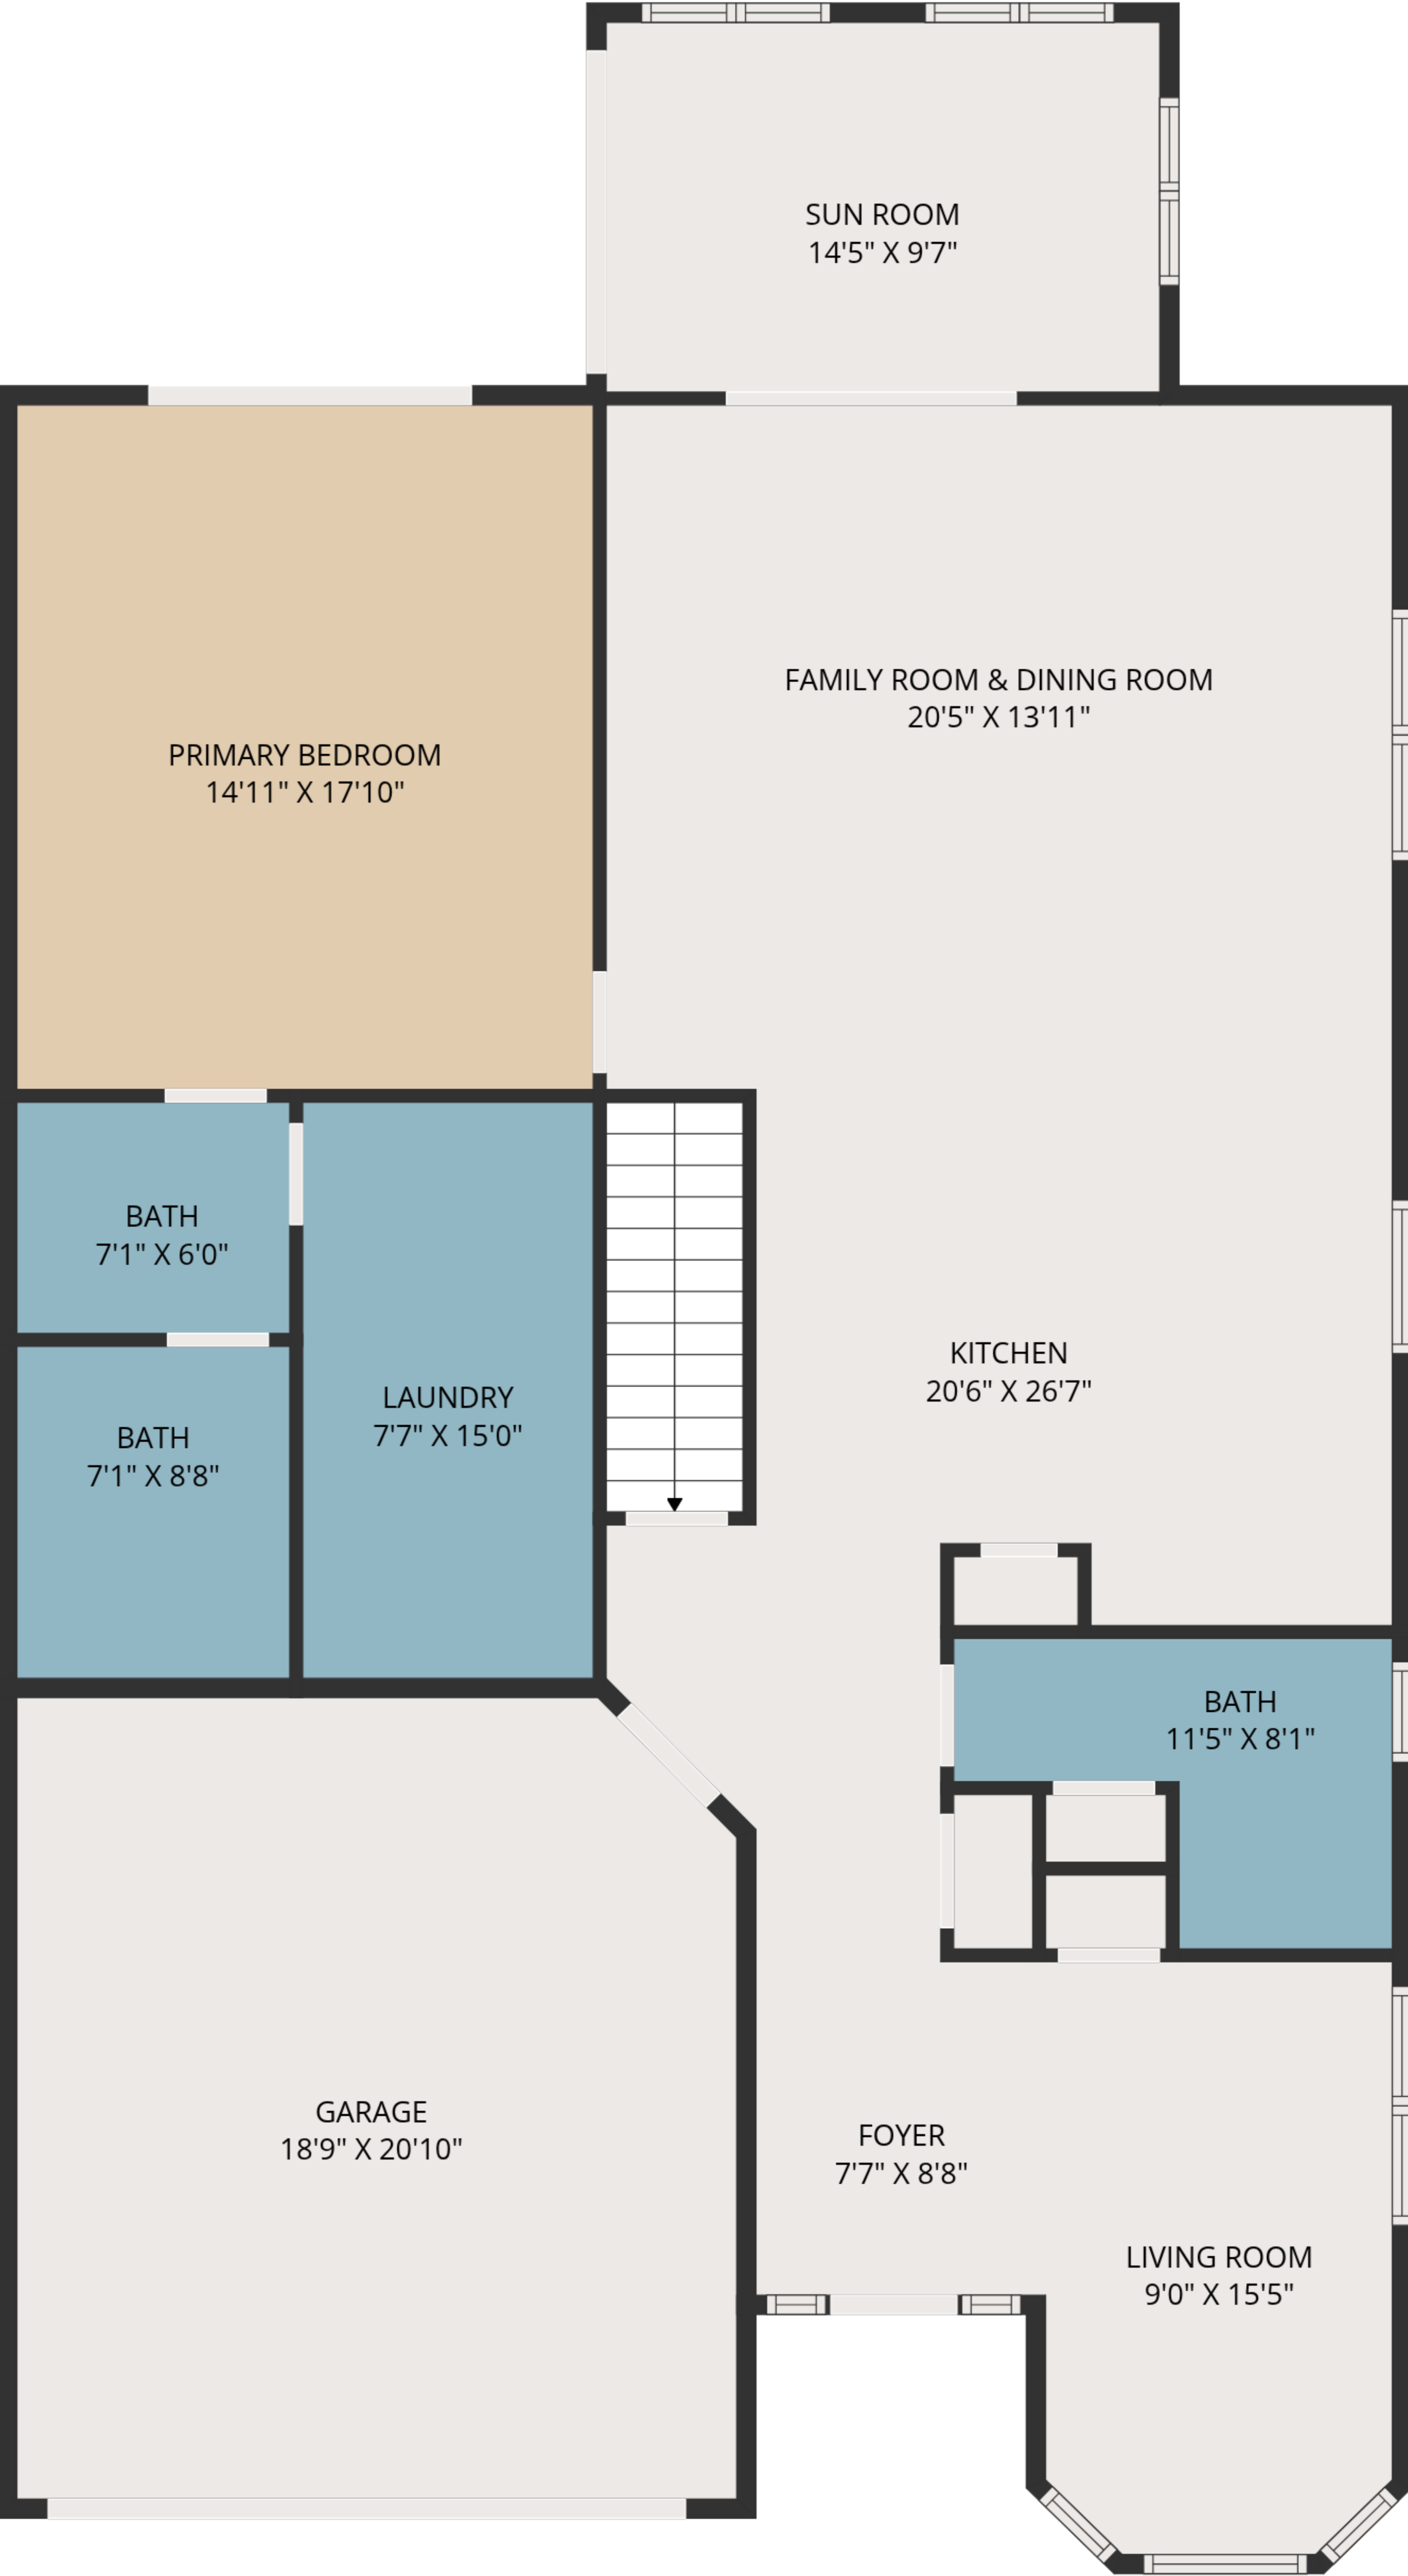 SUN ROOM
14'5" X 9'7"
FAMILY ROOM & DINING ROOM
20'5" X 13'11"
PRIMARY BEDROOM
14'11" X 17'10"
BATH
7'1" X 6'0"
KITCHEN
20'6" X 26'7"
LAUNDRY
7'7" X 15'0"
BATH
7'1" X 8'8"
BATH
11'5" X 8'1"
GARAGE
18'9" X 20'10"
FOYER
7'7" X 8'8"
LIVING ROOM
9'0" X 15'5"